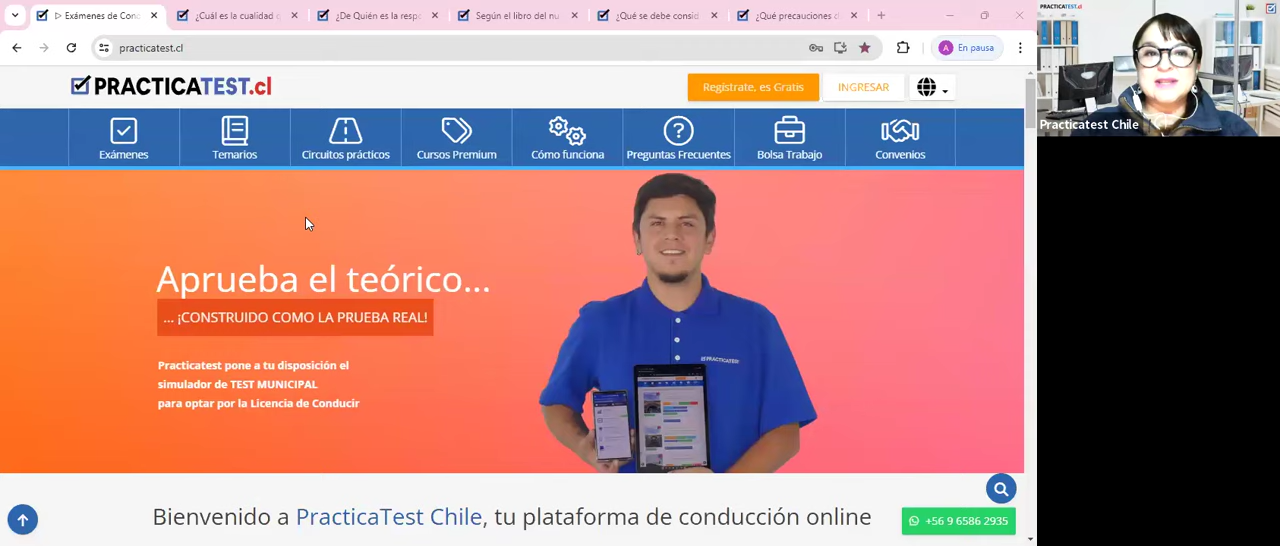 ▷ Exámenes de Conc
¿Cuál es la cualidad c
¿De Quién es la resp
Según el libro del nu
¿Qué se debe consid
¿Qué precauciones d
practicatest.cl
A En pausa
PRACTICATEST.cl
Regístrate, es Gratis
INGRESAR
Exámenes
Temarios
Circuitos prácticos
Cursos Premium
Cómo funciona
Preguntas Frecuentes
Bolsa Trabajo
Convenios
Aprueba el teórico...
... ¡CONSTRUIDO COMO LA PRUEBA REAL!
Practicatest pone a tu disposición el
simulador de TEST MUNICIPAL
para optar por la Licencia de Conducir
PRACTICATEST
Bienvenido a PracticaTest Chile, tu plataforma de conducción online
+56 9 6586 2935
PRACTICATEST.cl
Practicatest Chile